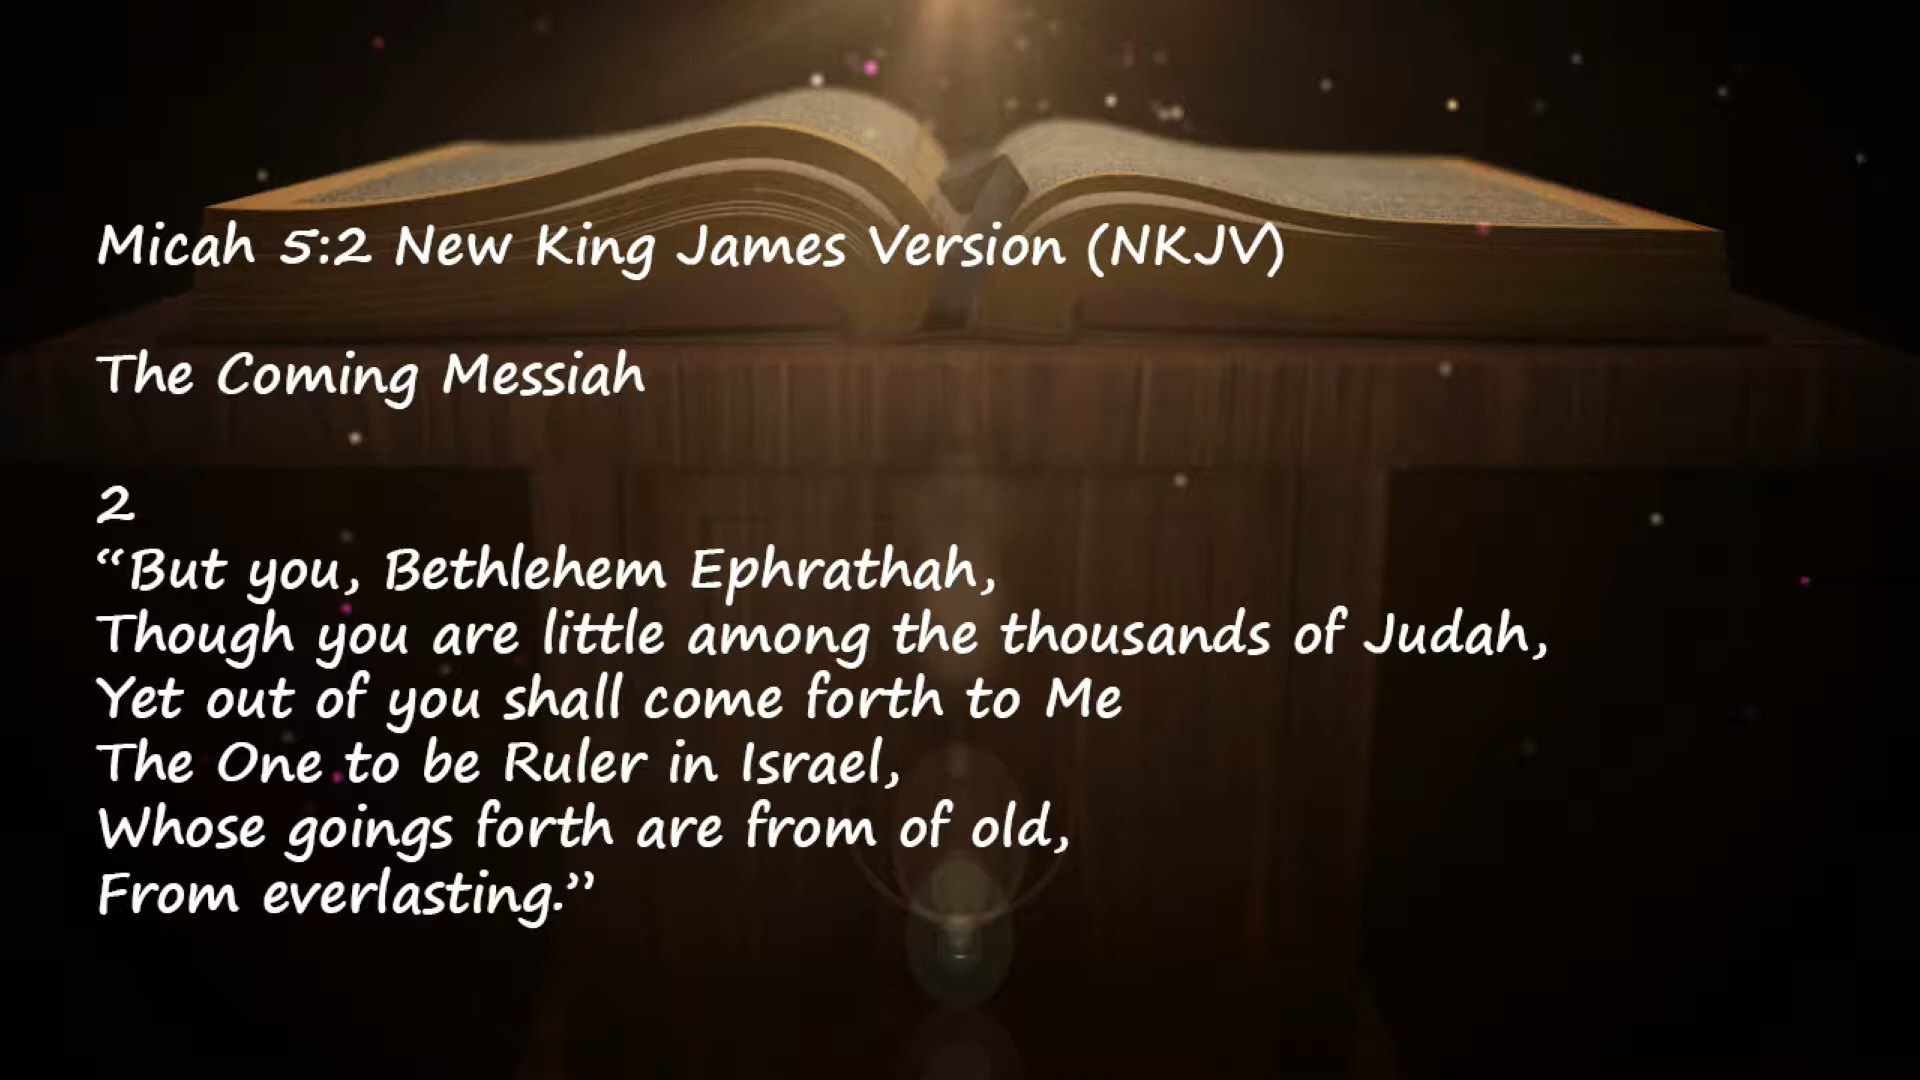 Micah 5:2 New King James Version (NKJV)
The Coming Messiah
2
“But you, Bethlehem Ephrathah,
Though you are little among the thousands of Judah,
Yet out of you shall come forth to Me
The One to be Ruler in Israel,
Whose goings forth are from of old,
From everlasting.”